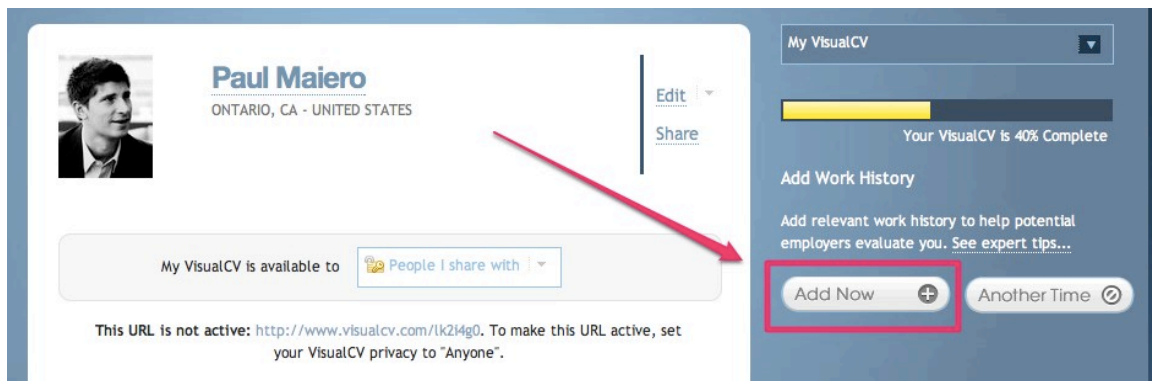 Paul Maiero
ONTARIO, CA - UNITED STATES
Edit
Share
My VisualCV is available to
People I share with
This URL is not active: http://www.visualcv.com/lk2i4g0. To make this URL active, set
your VisualCV privacy to "Anyone".
My VisualCV
Your VisualCV is 40% Complete
Add Work History
Add relevant work history to help potential
employers evaluate you. See expert tips...
Add Now
Another Time